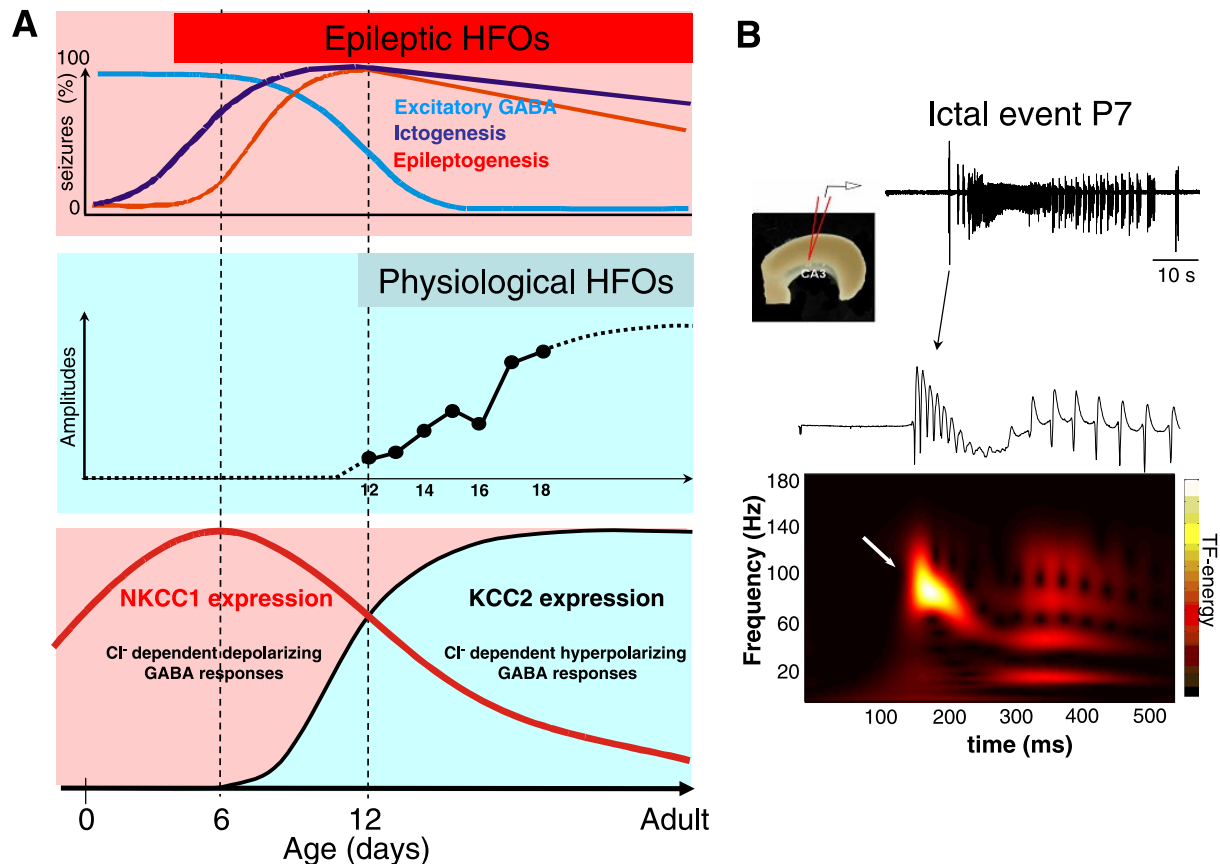 A
Epileptic HFOs
100
seizures (%)
0
Excitatory GABA
Ictogenesis
Epileptogenesis
Physiological HFOs
Amplitudes
12
14
16
18
NKCC1 expression
KCC2 expression
Cl- dependent depolarizing
GABA responses
Cl- dependent hyperpolarizing
GABA responses
0
6
12
Adult
Age (days)
B
Ictal event P7
CA3
10 s
180
140
100
60
20
Frequency (Hz)
TF-energy
100
200
300
400
500
time (ms)